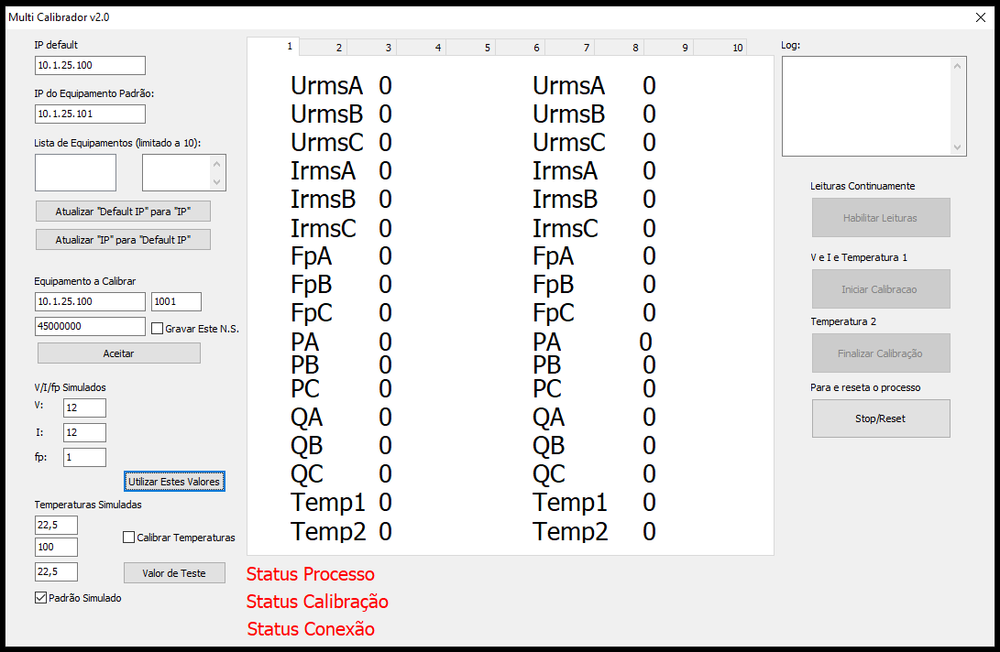 Multi Calibrador v2.0
IP default
10.1.25.100
IP do Equipamento Padrão:
10.1.25.101
Lista de Equipamentos (limitado a 10):
Atualizar "Default IP" para "IP"
Atualizar "IP" para "Default IP"
Equipamento a Calibrar
10.1.25.100 1001
45000000 Gravar Este N.S.
Aceitar
V/I/fp Simulados
V: 12
I: 12
fp: 1
Utilizar Estes Valores
Temperaturas Simuladas
22,5
Calibrar Temperaturas
100
22,5 Valor de Teste
Padrão Simulado
1 2 3 4 5 6 7 8 9 10
UrmsA 0 UrmsA 0
UrmsB 0 UrmsB 0
UrmsC 0 UrmsC 0
IrmsA 0 IrmsA 0
IrmsB 0 IrmsB 0
IrmsC 0 IrmsC 0
FpA 0 FpA 0
FpB 0 FpB 0
FpC 0 FpC 0
PA 0 PA 0
PB 0 PB 0
PC 0 PC 0
QA 0 QA 0
QB 0 QB 0
QC 0 QC 0
Temp1 0 Temp1 0
Temp2 0 Temp2 0
Status Processo
Status Calibração
Status Conexão
Log:
Leituras Continuamente
Habilitar Leituras
V e I e Temperatura 1
Iniciar Calibracao
Temperatura 2
Finalizar Calibração
Para e reseta o processo
Stop/Reset